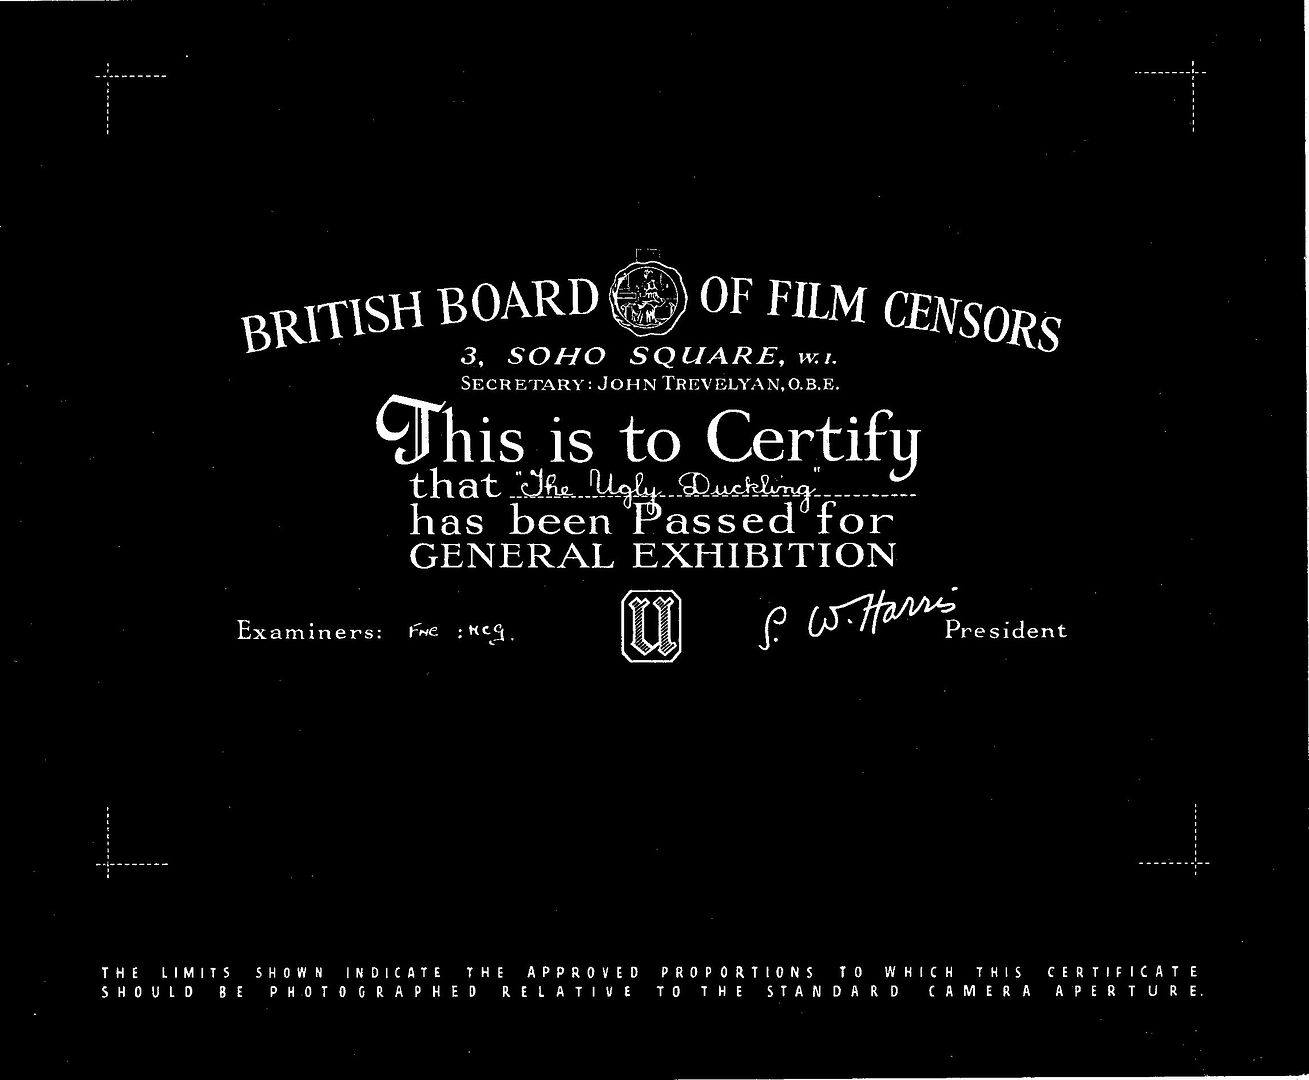 BRITISH BOARD OF FILM CENSORS
3, SOHO SQUARE, W.1.
SECRETARY: JOHN TREVELYAN, O.B.E.
This is to Certify
that "The Ugly Duckling"
has been Passed for
GENERAL EXHIBITION
Examiners: FNC : NCG. U S. W. Harris President
THE LIMITS SHOWN INDICATE THE APPROVED PROPORTIONS TO WHICH THIS CERTIFICATE
SHOULD BE PHOTOGRAPHED RELATIVE TO THE STANDARD CAMERA APERTURE.